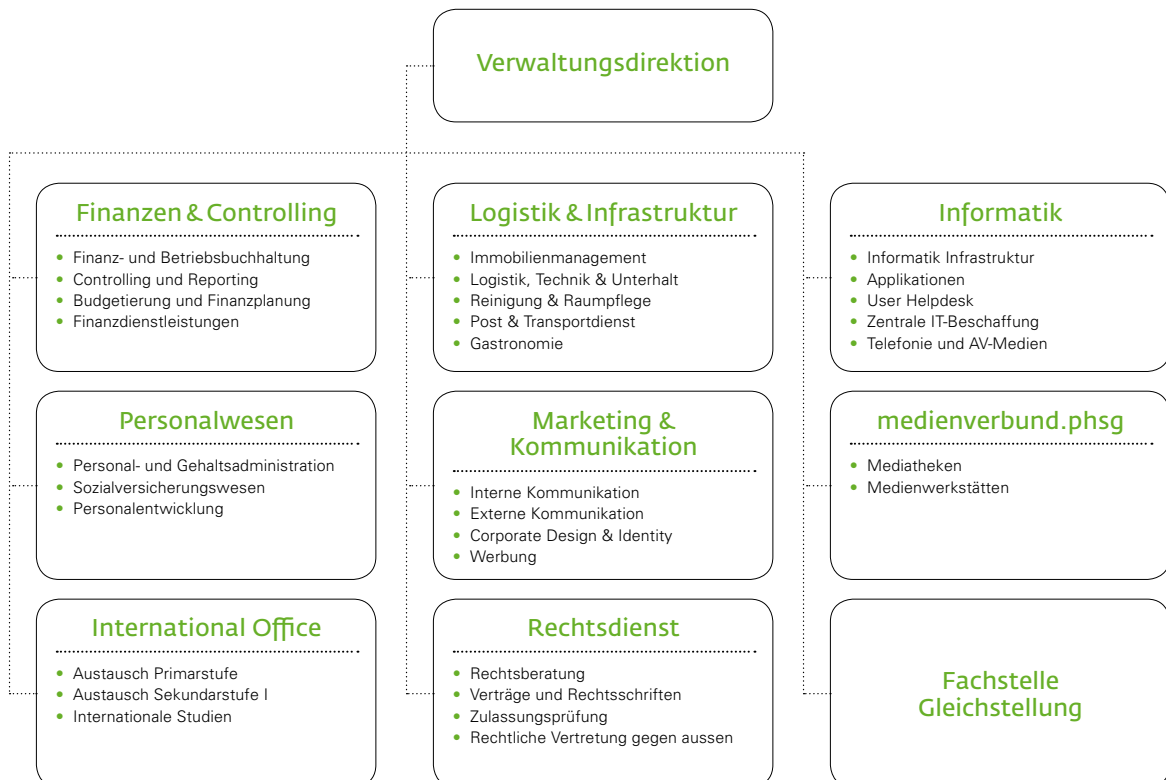 Verwaltungsdirektion
Finanzen & Controlling
• Finanz- und Betriebsbuchhaltung
• Controlling und Reporting
• Budgetierung und Finanzplanung
• Finanzdienstleistungen
Logistik & Infrastruktur
• Immobilienmanagement
• Logistik, Technik & Unterhalt
• Reinigung & Raumpflege
• Post & Transportdienst
• Gastronomie
Informatik
• Informatik Infrastruktur
• Applikationen
• User Helpdesk
• Zentrale IT-Beschaffung
• Telefonie und AV-Medien
Personalwesen
• Personal- und Gehaltsadministration
• Sozialversicherungswesen
• Personalentwicklung
Marketing &
Kommunikation
• Interne Kommunikation
• Externe Kommunikation
• Corporate Design & Identity
• Werbung
medienverbund.phsg
• Mediatheken
• Medienwerkstätten
International Office
• Austausch Primarstufe
• Austausch Sekundarstufe I
• Internationale Studien
Rechtsdienst
• Rechtsberatung
• Verträge und Rechtsschriften
• Zulassungsprüfung
• Rechtliche Vertretung gegen aussen
Fachstelle
Gleichstellung